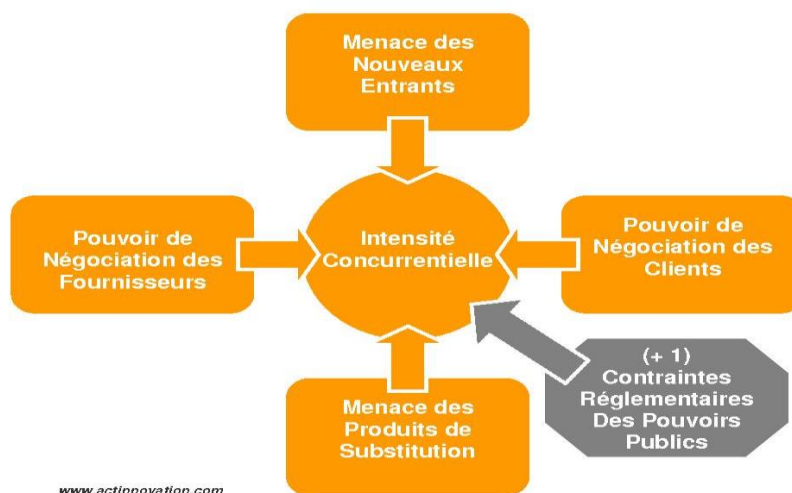 Menace des
Nouveaux
Entrants
Pouvoir de
Négociation des
Fournisseurs
Intensité
Concurrentielle
Pouvoir de
Négociation des
Clients
(+ 1)
Contraintes
Réglementaires
Des Pouvoirs
Publics
Menace des
Produits de
Substitution
www.actinnovation.com